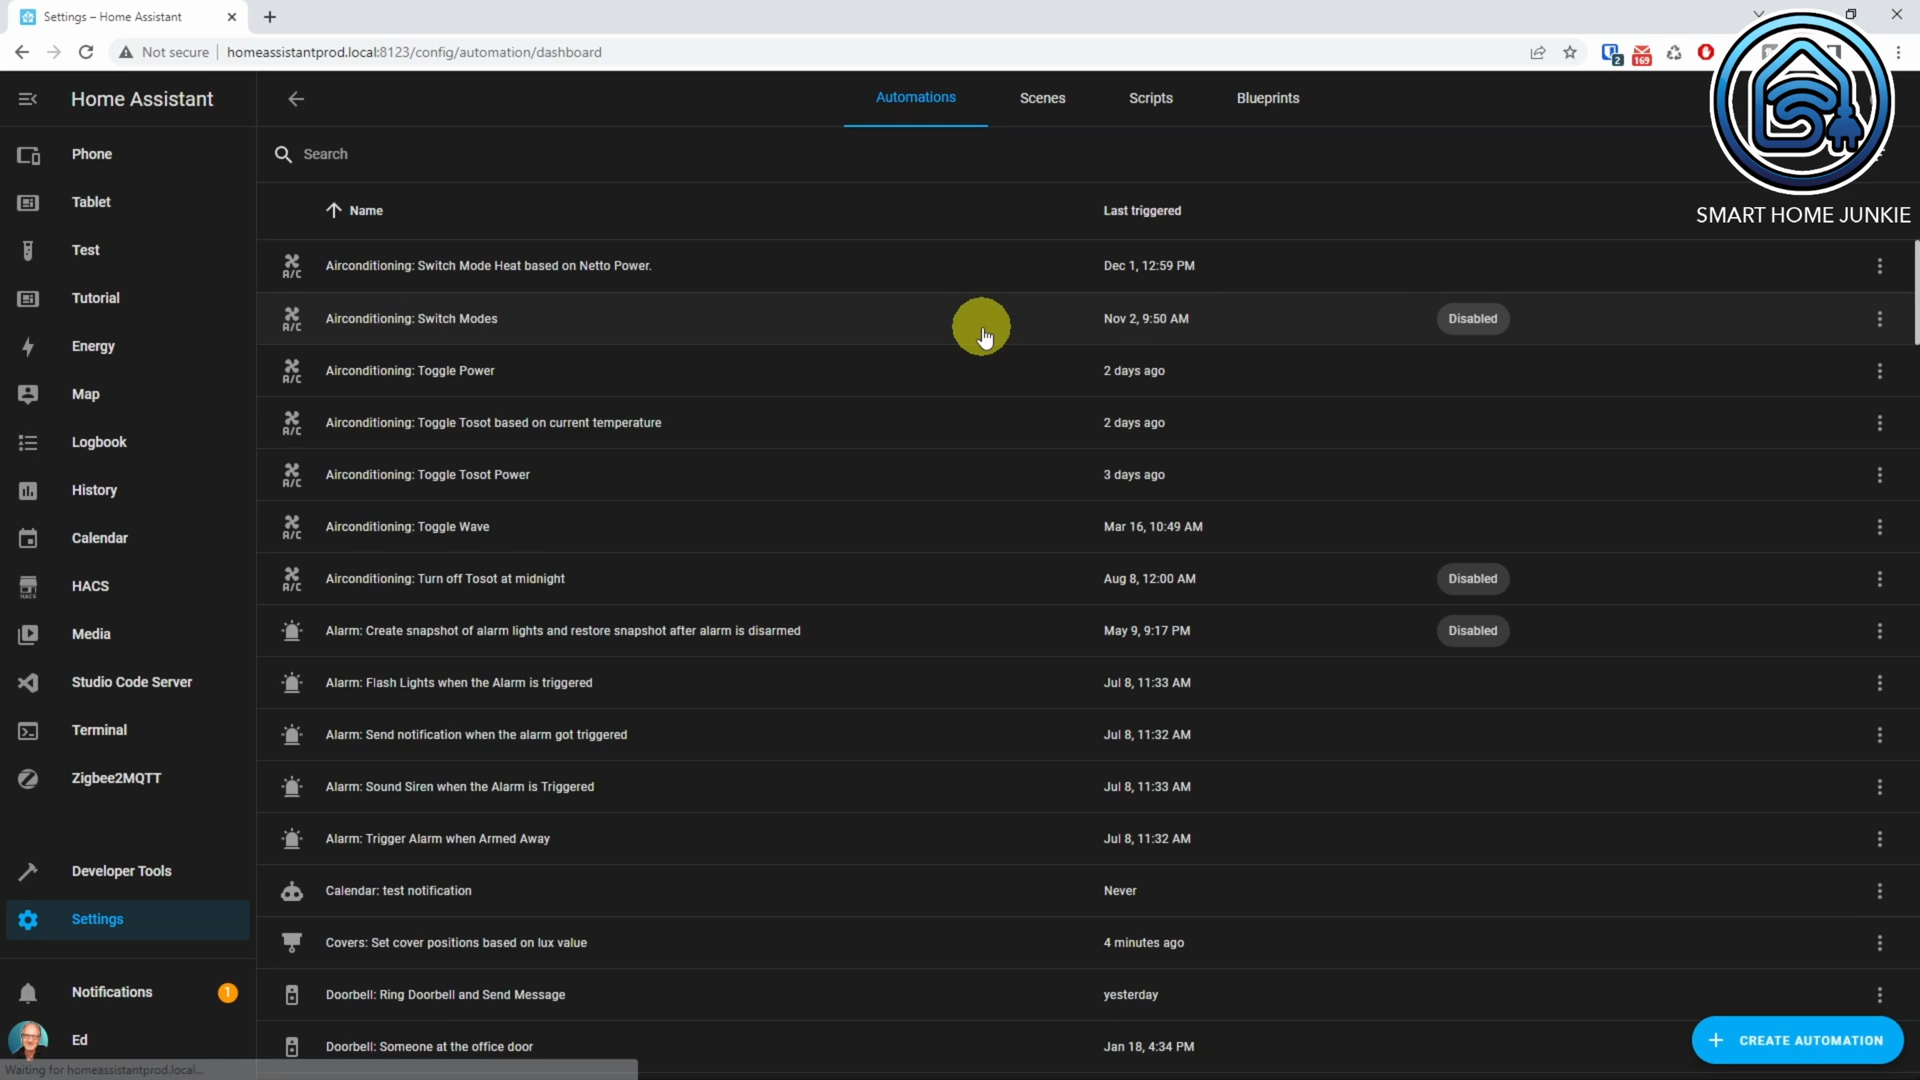 Settings – Home Assistant
Not secure
homeassistantprod.local:8123/config/automation/dashboard
2
169
Home Assistant
Automations
Scenes
Scripts
Blueprints
Phone
Search
Tablet
Name
Last triggered
SMART HOME JUNKIE
Test
A/C
Airconditioning: Switch Mode Heat based on Netto Power.
Dec 1, 12:59 PM
Tutorial
A/C
Airconditioning: Switch Modes
Nov 2, 9:50 AM
Disabled
Energy
A/C
Airconditioning: Toggle Power
2 days ago
Map
A/C
Airconditioning: Toggle Tosot based on current temperature
2 days ago
Logbook
A/C
Airconditioning: Toggle Tosot Power
3 days ago
History
A/C
Airconditioning: Toggle Wave
Mar 16, 10:49 AM
Calendar
A/C
Airconditioning: Turn off Tosot at midnight
Aug 8, 12:00 AM
Disabled
HACS
HACS
Alarm: Create snapshot of alarm lights and restore snapshot after alarm is disarmed
May 9, 9:17 PM
Disabled
Media
Alarm: Flash Lights when the Alarm is triggered
Jul 8, 11:33 AM
Studio Code Server
Alarm: Send notification when the alarm got triggered
Jul 8, 11:32 AM
Terminal
Alarm: Sound Siren when the Alarm is Triggered
Jul 8, 11:33 AM
Zigbee2MQTT
Alarm: Trigger Alarm when Armed Away
Jul 8, 11:32 AM
Developer Tools
Calendar: test notification
Never
Settings
Covers: Set cover positions based on lux value
4 minutes ago
Notifications
1
Doorbell: Ring Doorbell and Send Message
yesterday
Ed
Doorbell: Someone at the office door
Jan 18, 4:34 PM
CREATE AUTOMATION
Waiting for homeassistantprod.local...